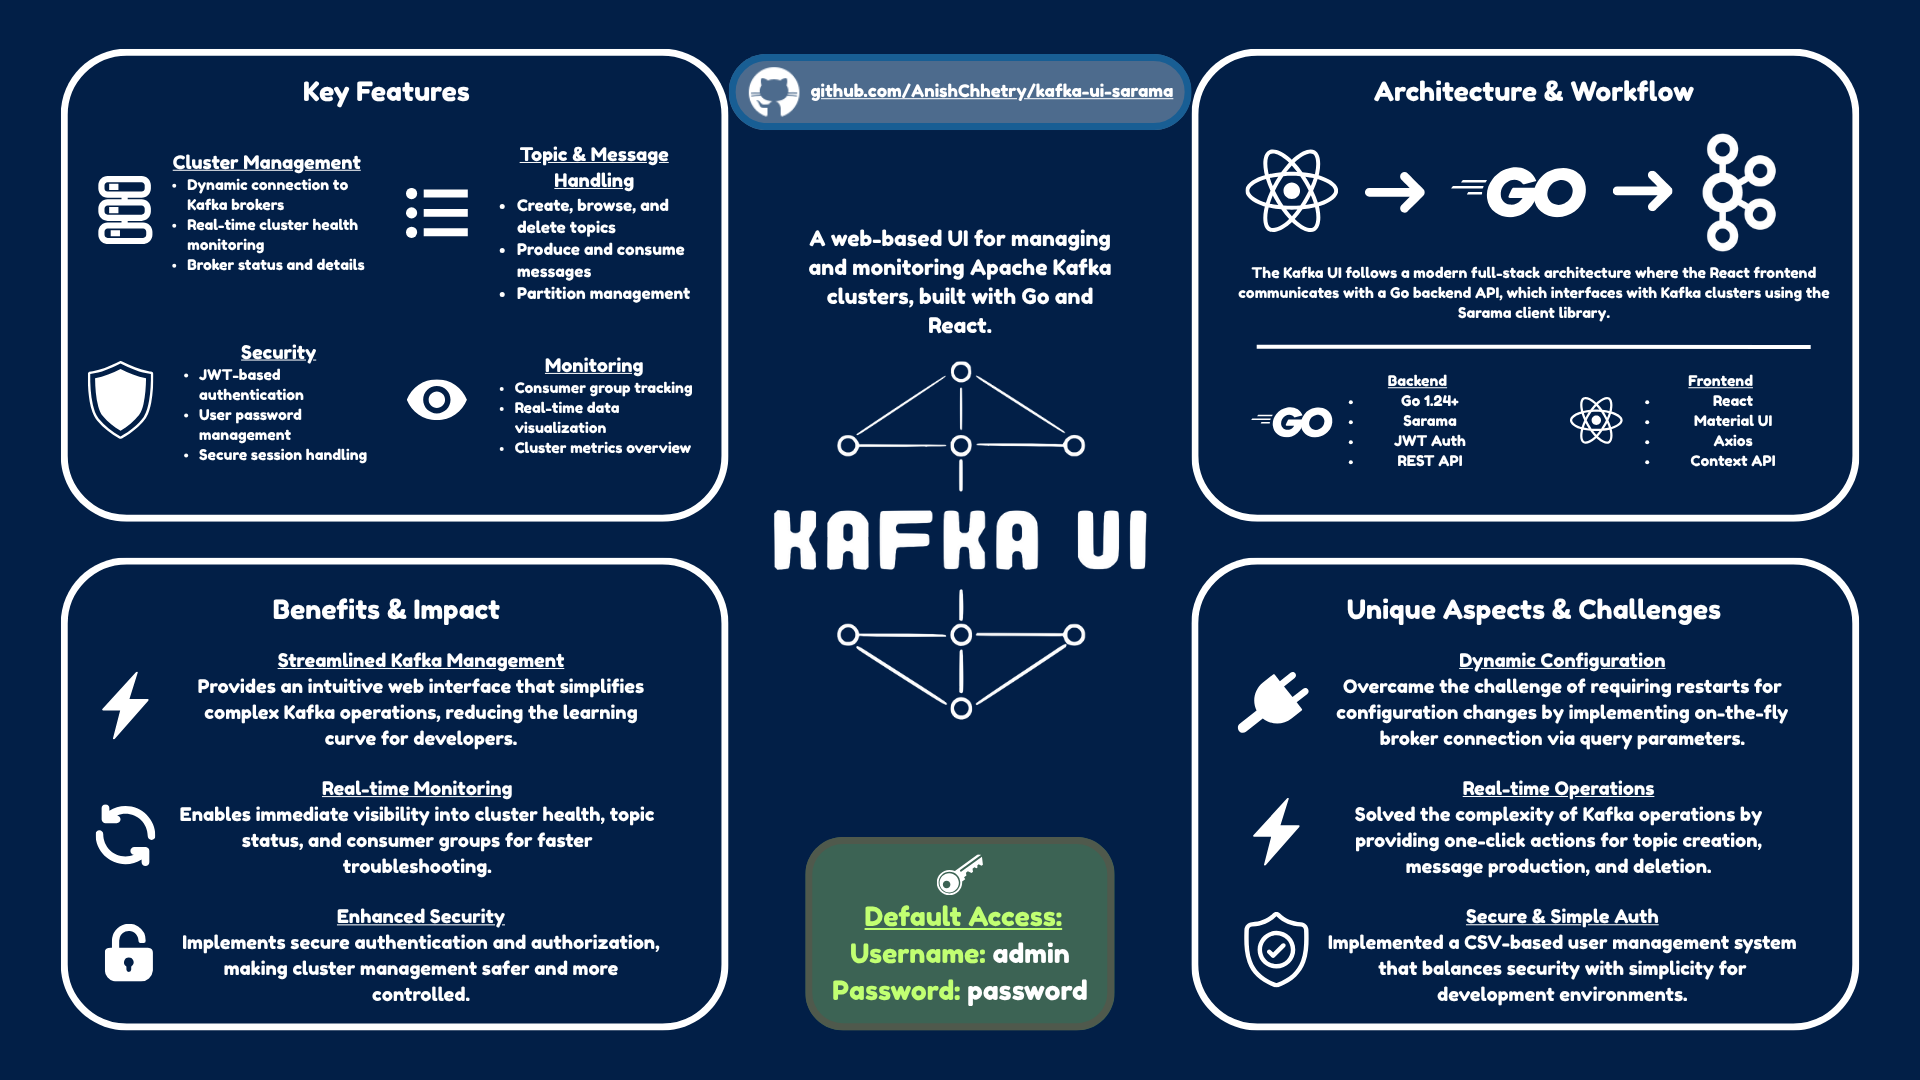 Key Features
Cluster Management
• Dynamic connection to
Kafka brokers
• Real-time cluster health
monitoring
• Broker status and details
Topic & Message
Handling
• Create, browse, and
delete topics
• Produce and consume
messages
• Partition management
Security
• JWT-based
authentication
• User password
management
• Secure session handling
Monitoring
• Consumer group tracking
• Real-time data
visualization
• Cluster metrics overview
github.com/AnishChhetry/kafka-ui-sarama
A web-based UI for managing
and monitoring Apache Kafka
clusters, built with Go and
React.
KAFKA UI
Default Access:
Username: admin
Password: password
Architecture & Workflow
GO
The Kafka UI follows a modern full-stack architecture where the React frontend
communicates with a Go backend API, which interfaces with Kafka clusters using the
Sarama client library.
GO
Backend
• Go 1.24+
• Sarama
• JWT Auth
• REST API
Frontend
• React
• Material UI
• Axios
• Context API
Benefits & Impact
Streamlined Kafka Management
Provides an intuitive web interface that simplifies
complex Kafka operations, reducing the learning
curve for developers.
Real-time Monitoring
Enables immediate visibility into cluster health, topic
status, and consumer groups for faster
troubleshooting.
Enhanced Security
Implements secure authentication and authorization,
making cluster management safer and more
controlled.
Unique Aspects & Challenges
Dynamic Configuration
Overcame the challenge of requiring restarts for
configuration changes by implementing on-the-fly
broker connection via query parameters.
Real-time Operations
Solved the complexity of Kafka operations by
providing one-click actions for topic creation,
message production, and deletion.
Secure & Simple Auth
Implemented a CSV-based user management system
that balances security with simplicity for
development environments.